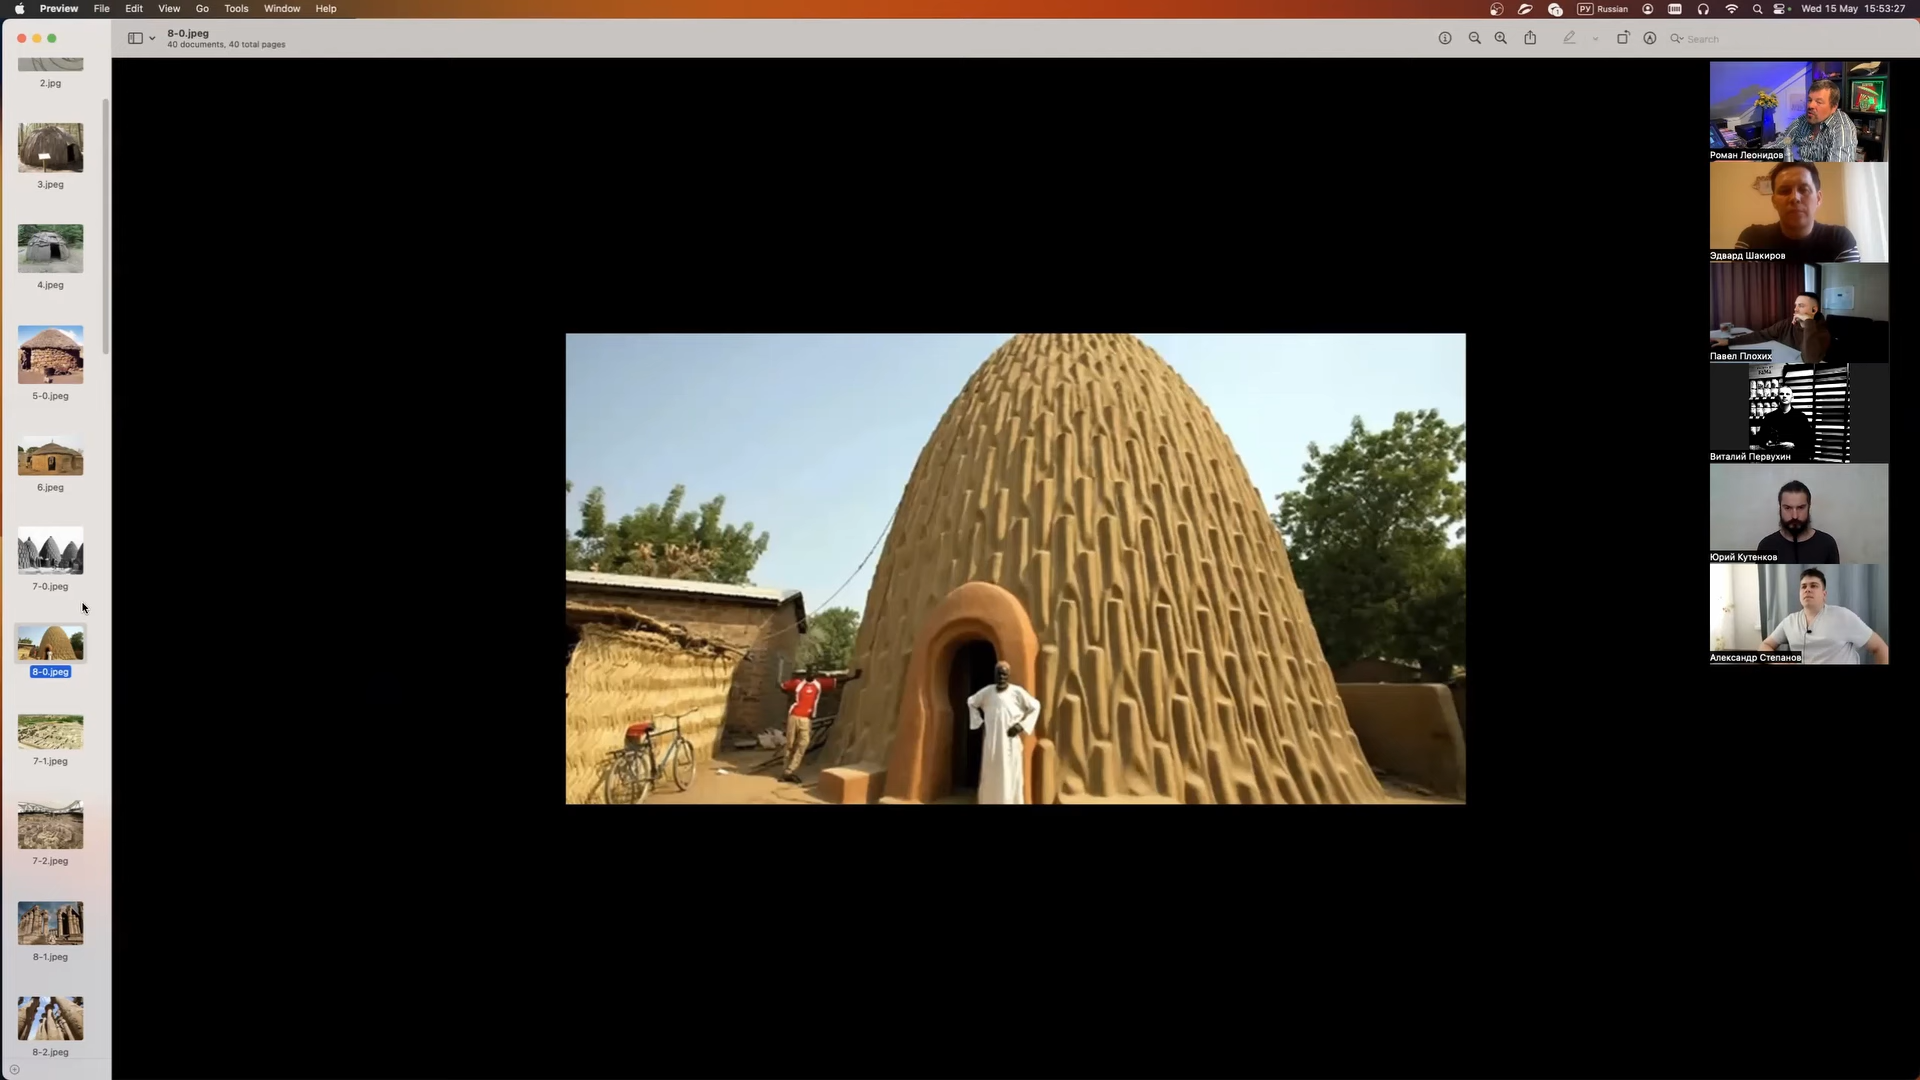 Preview File Edit View Go Tools Window Help
РУ Russian
Wed 15 May 15:53:27
8-0.jpeg
40 documents, 40 total pages
Search
2.jpg
3.jpeg
4.jpeg
5-0.jpeg
6.jpeg
7-0.jpeg
8-0.jpeg
7-1.jpeg
7-2.jpeg
8-1.jpeg
8-2.jpeg
Роман Леонидов
Эдвард Шакиров
Павел Плохих
Виталий Первухин
Юрий Кутенков
Александр Степанов